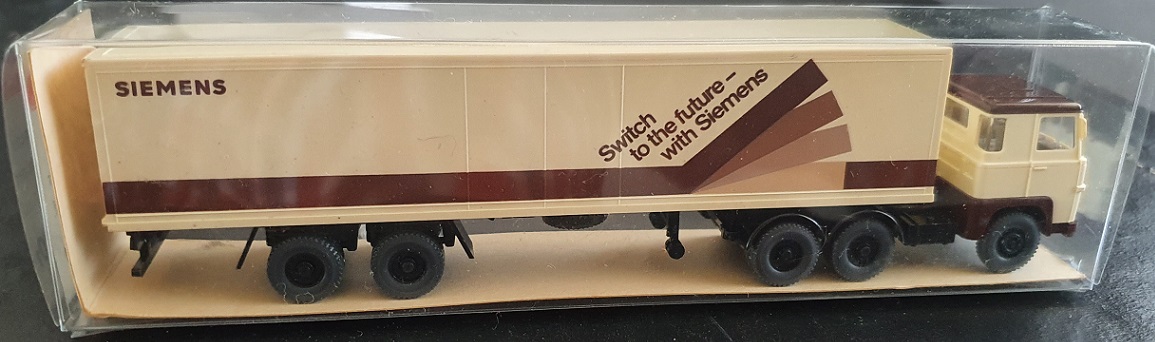 SIEMENS
Switch
to the future –
with Siemens